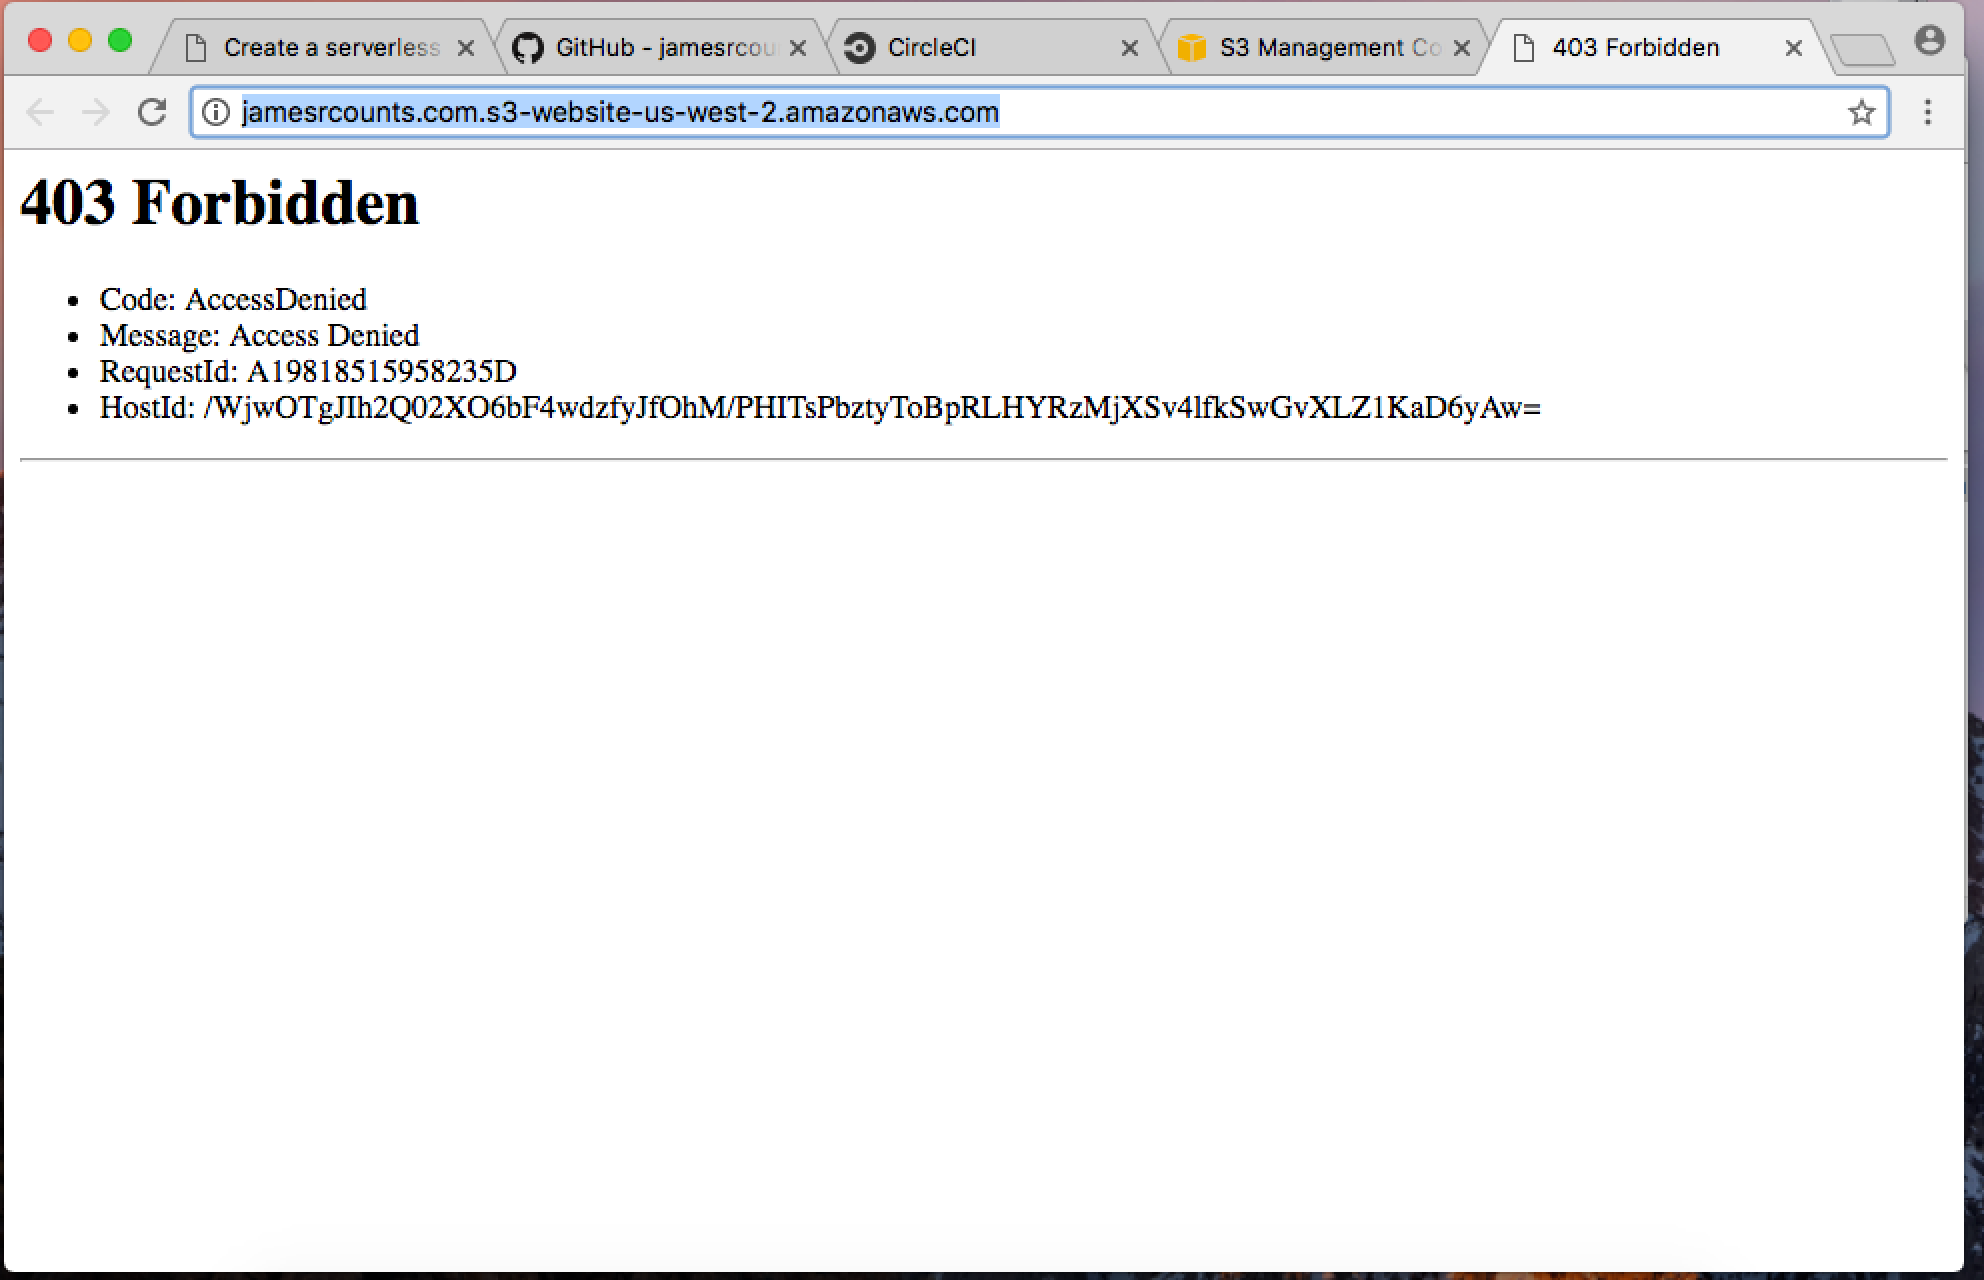 Create a serverless
GitHub - jamesrcou
CircleCI
S3 Management Co
403 Forbidden
jamesrcounts.com.s3-website-us-west-2.amazonaws.com
403 Forbidden
Code: AccessDenied
Message: Access Denied
RequestId: A19818515958235D
HostId: /WjwOTgJIh2Q02XO6bF4wdzfyJfOhM/PHITsPbztyToBpRLHYRzMjXSv4lfkSwGvXLZ1KaD6yAw=